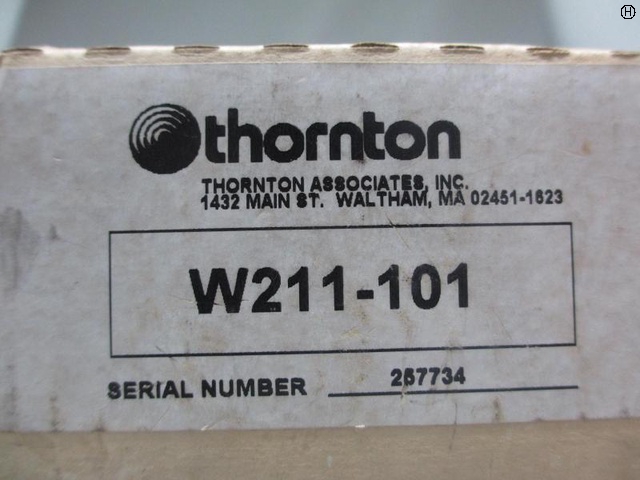 H
thornton
THORNTON ASSOCIATES, INC.
1432 MAIN ST. WALTHAM, MA 02451-1623
W211-101
SERIAL NUMBER 257734